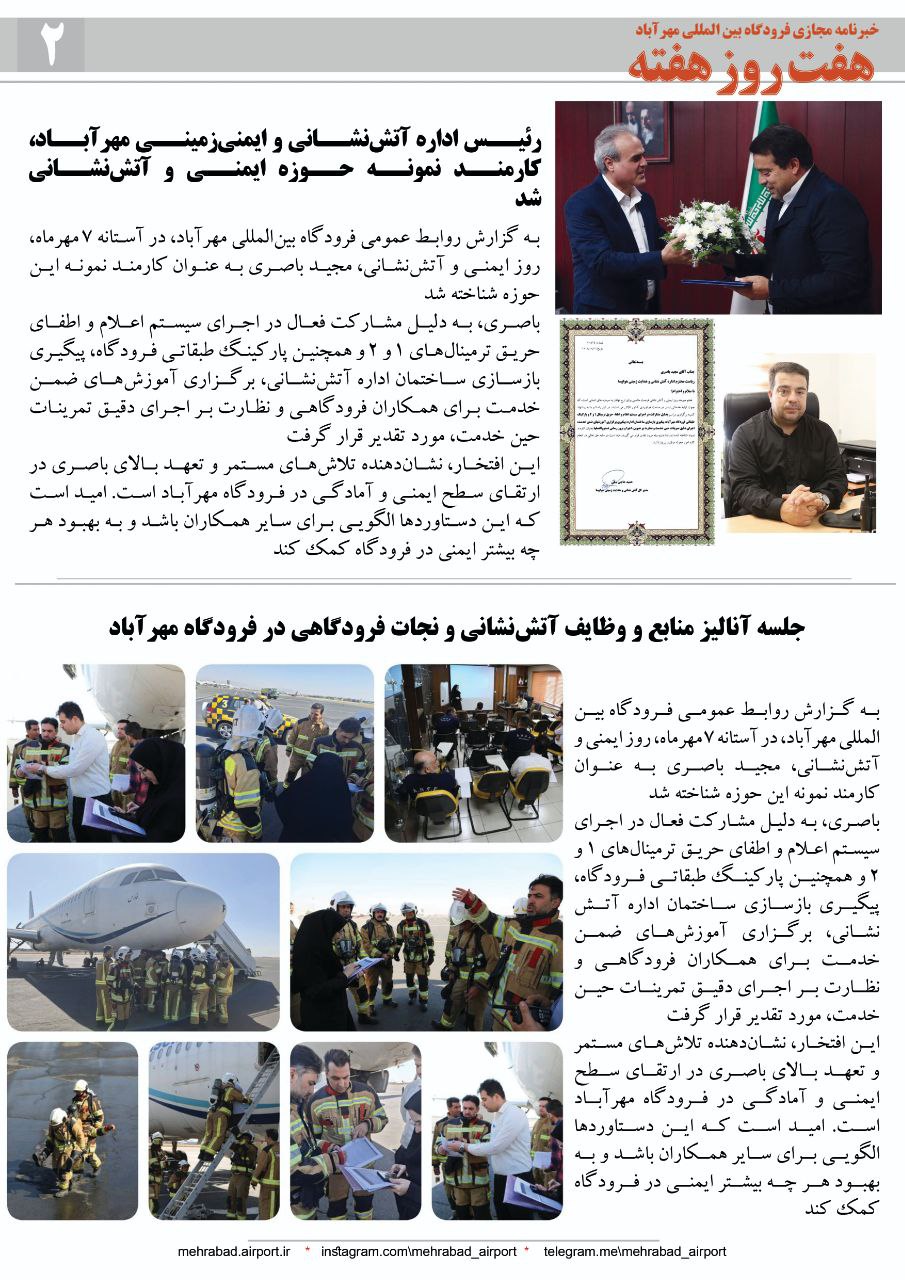 خبرنامه مجازی فرودگاه بین المللی مهرآباد
هفت روز هفته
۲
رئیس اداره آتش‌نشانی و ایمنی‌زمینی مهرآباد،
کارمند نمونه حوزه ایمنی و آتش‌نشانی
شد
به گزارش روابط عمومی فرودگاه بین‌المللی مهرآباد، در آستانه ۷ مهرماه،
روز ایمنی و آتش‌نشانی، مجید باصری به عنوان کارمند نمونه این
حوزه شناخته شد
باصری، به دلیل مشارکت فعال در اجرای سیستم اعلام و اطفای
حریق ترمینال‌های ۱ و ۲ و همچنین پارکینگ طبقاتی فرودگاه، پیگیری
بازسازی ساختمان اداره آتش‌نشانی، برگزاری آموزش‌های ضمن
خدمت برای همکاران فرودگاهی و نظارت بر اجرای دقیق تمرینات
حین خدمت، مورد تقدیر قرار گرفت
این افتخار، نشان‌دهنده تلاش‌های مستمر و تعهد بالای باصری در
ارتقای سطح ایمنی و آمادگی در فرودگاه مهرآباد است. امید است
که این دستاوردها الگویی برای سایر همکاران باشد و به بهبود هر
چه بیشتر ایمنی در فرودگاه کمک کند
جناب آقای مجید باصری
جلسه آنالیز منابع و وظایف آتش‌نشانی و نجات فرودگاهی در فرودگاه مهرآباد
به گزارش روابط عمومی فرودگاه بین
المللی مهرآباد، در آستانه ۷ مهرماه، روز ایمنی و
آتش‌نشانی، مجید باصری به عنوان
کارمند نمونه این حوزه شناخته شد
باصری، به دلیل مشارکت فعال در اجرای
سیستم اعلام و اطفای حریق ترمینال‌های ۱ و
۲ و همچنین پارکینگ طبقاتی فرودگاه،
پیگیری بازسازی ساختمان اداره آتش
نشانی، برگزاری آموزش‌های ضمن
خدمت برای همکاران فرودگاهی و
نظارت بر اجرای دقیق تمرینات حین
خدمت، مورد تقدیر قرار گرفت
این افتخار، نشان‌دهنده تلاش‌های مستمر
و تعهد بالای باصری در ارتقای سطح
ایمنی و آمادگی در فرودگاه مهرآباد
است. امید است که این دستاوردها
الگویی برای سایر همکاران باشد و به
بهبود هر چه بیشتر ایمنی در فرودگاه
کمک کند
mehrabad.airport.ir * instagram.com\mehrabad_airport * telegram.me\mehrabad_airport